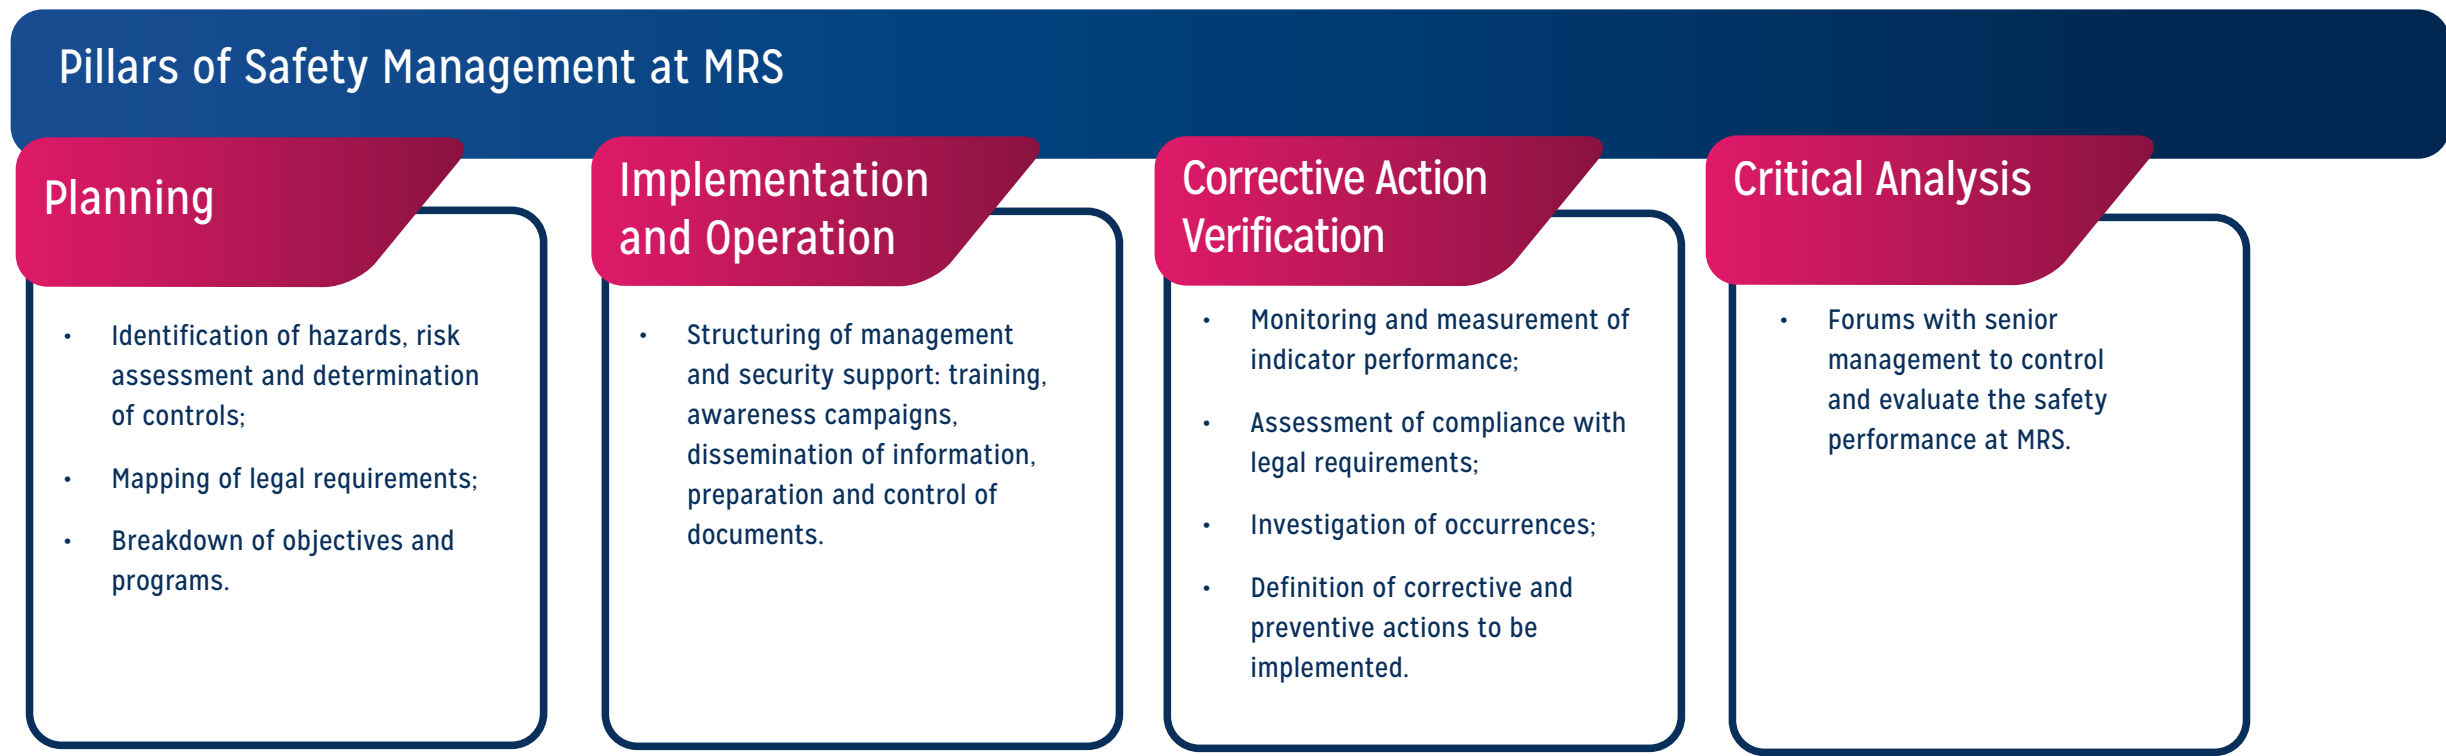 Pillars of Safety Management at MRS
Planning
• Identification of hazards, risk
assessment and determination
of controls;
• Mapping of legal requirements;
• Breakdown of objectives and
programs.
Implementation
and Operation
• Structuring of management
and security support: training,
awareness campaigns,
dissemination of information,
preparation and control of
documents.
Corrective Action
Verification
• Monitoring and measurement of
indicator performance;
• Assessment of compliance with
legal requirements;
• Investigation of occurrences;
• Definition of corrective and
preventive actions to be
implemented.
Critical Analysis
• Forums with senior
management to control
and evaluate the safety
performance at MRS.